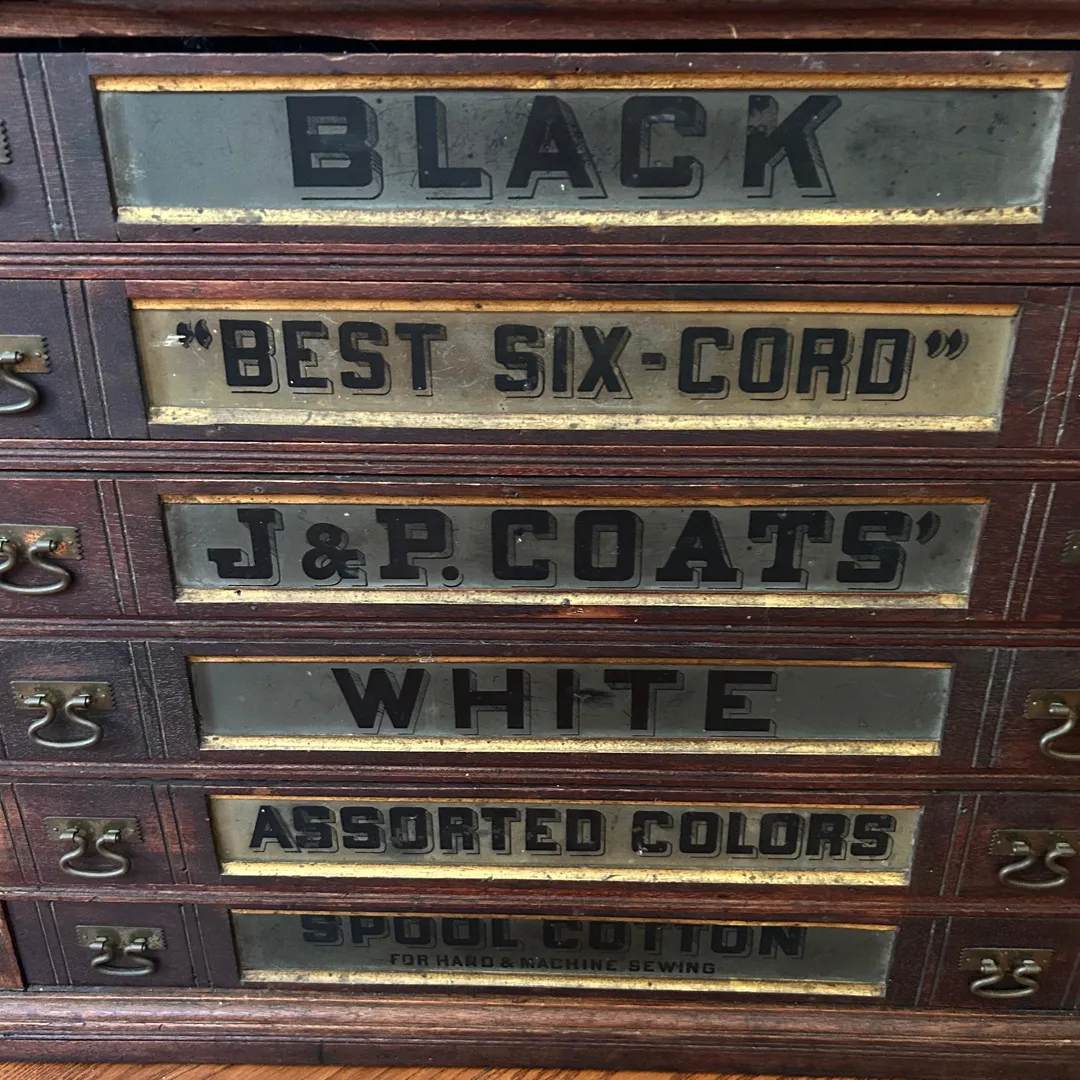 BLACK
"BEST SIX-CORD"
J&P. COATS'
WHITE
ASSORTED COLORS
SPOOL COTTON
FOR HAND & MACHINE SEWING